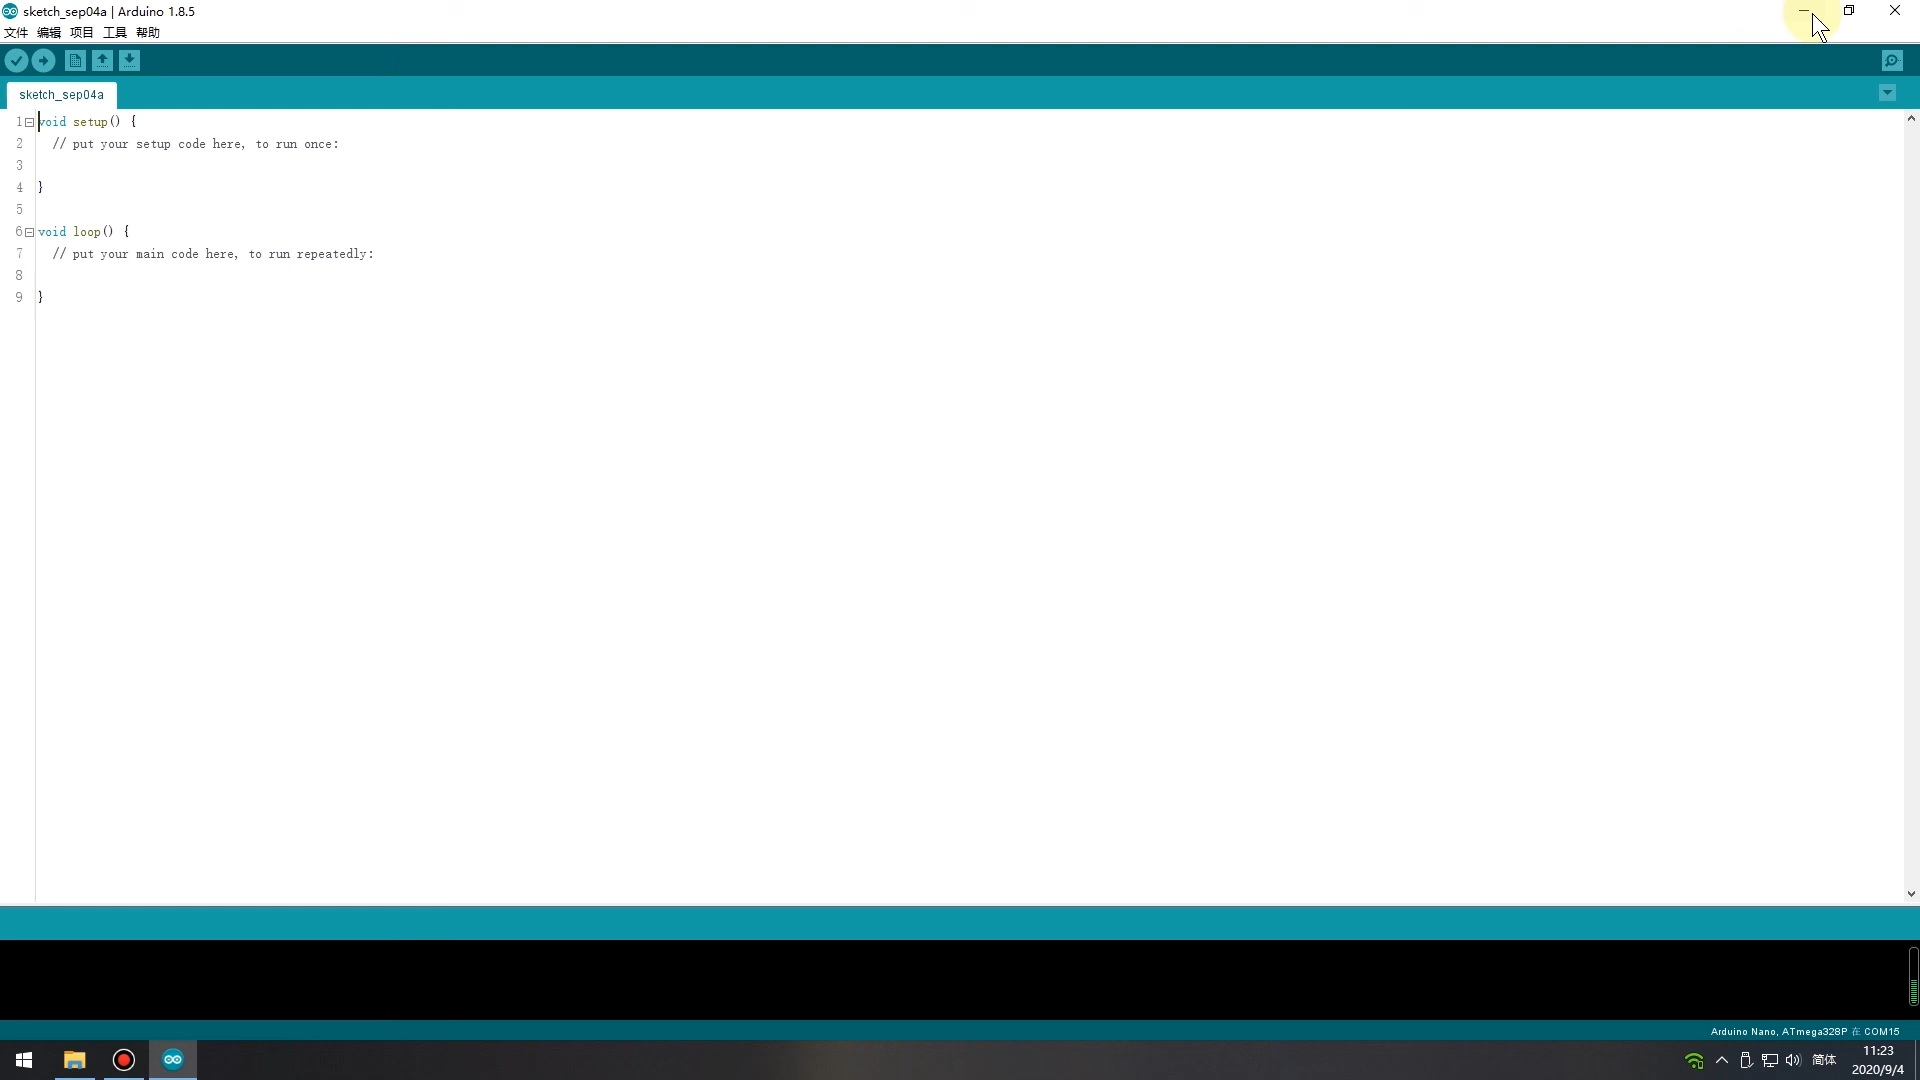 sketch_sep04a | Arduino 1.8.5
文件 编辑 项目 工具 帮助
sketch_sep04a
1 void setup() {
2 // put your setup code here, to run once:
3
4 }
5
6 void loop() {
7 // put your main code here, to run repeatedly:
8
9 }
Arduino Nano, ATmega328P 在 COM15
简体
11:23
2020/9/4